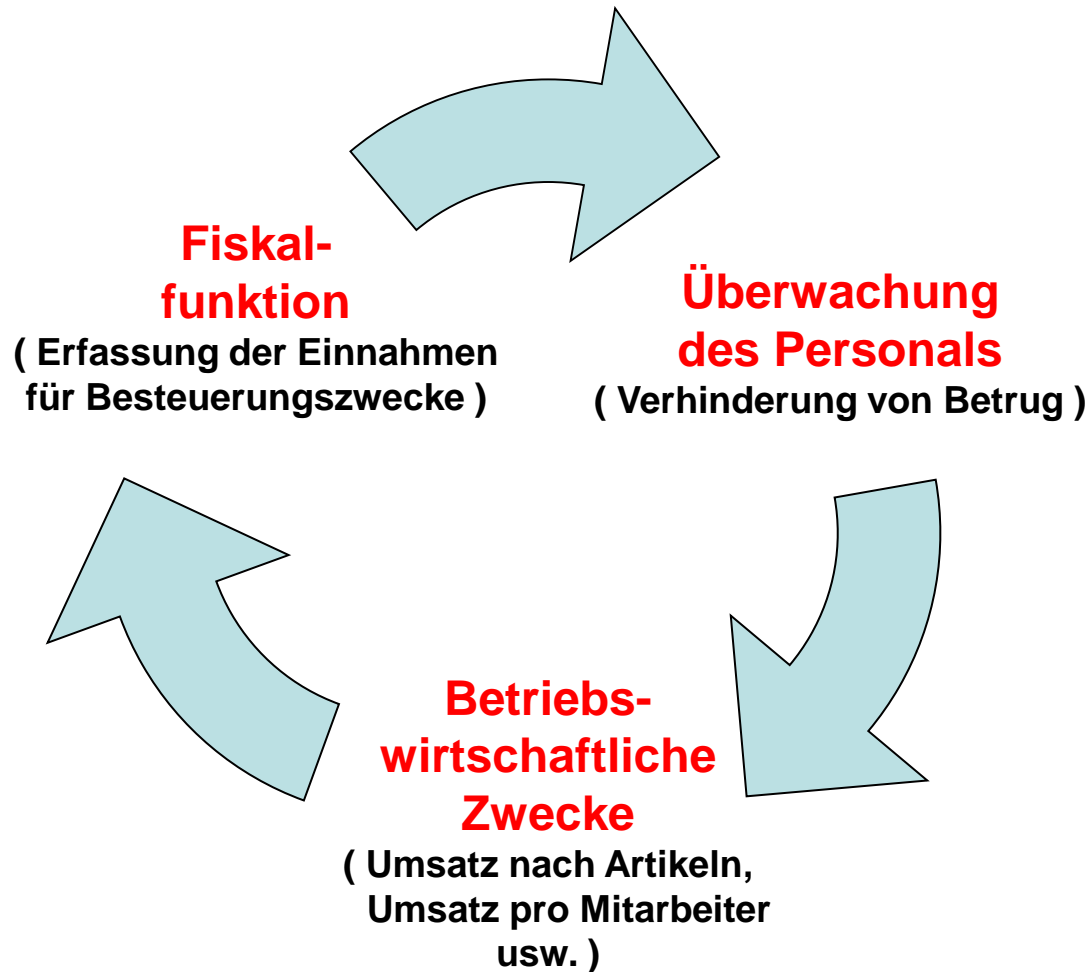 Fiskal-
funktion
( Erfassung der Einnahmen
für Besteuerungszwecke )
Überwachung
des Personals
( Verhinderung von Betrug )
Betriebs-
wirtschaftliche
Zwecke
( Umsatz nach Artikeln,
Umsatz pro Mitarbeiter
usw. )